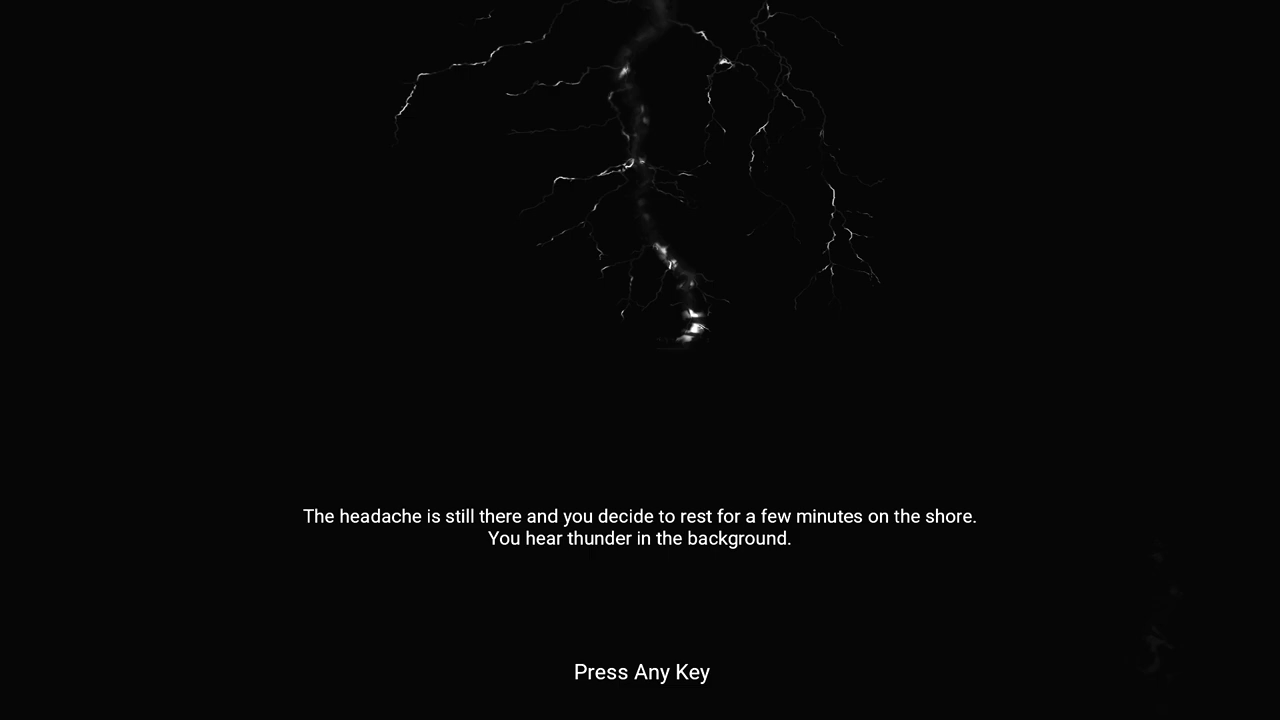 The headache is still there and you decide to rest for a few minutes on the shore.
You hear thunder in the background.
Press Any Key